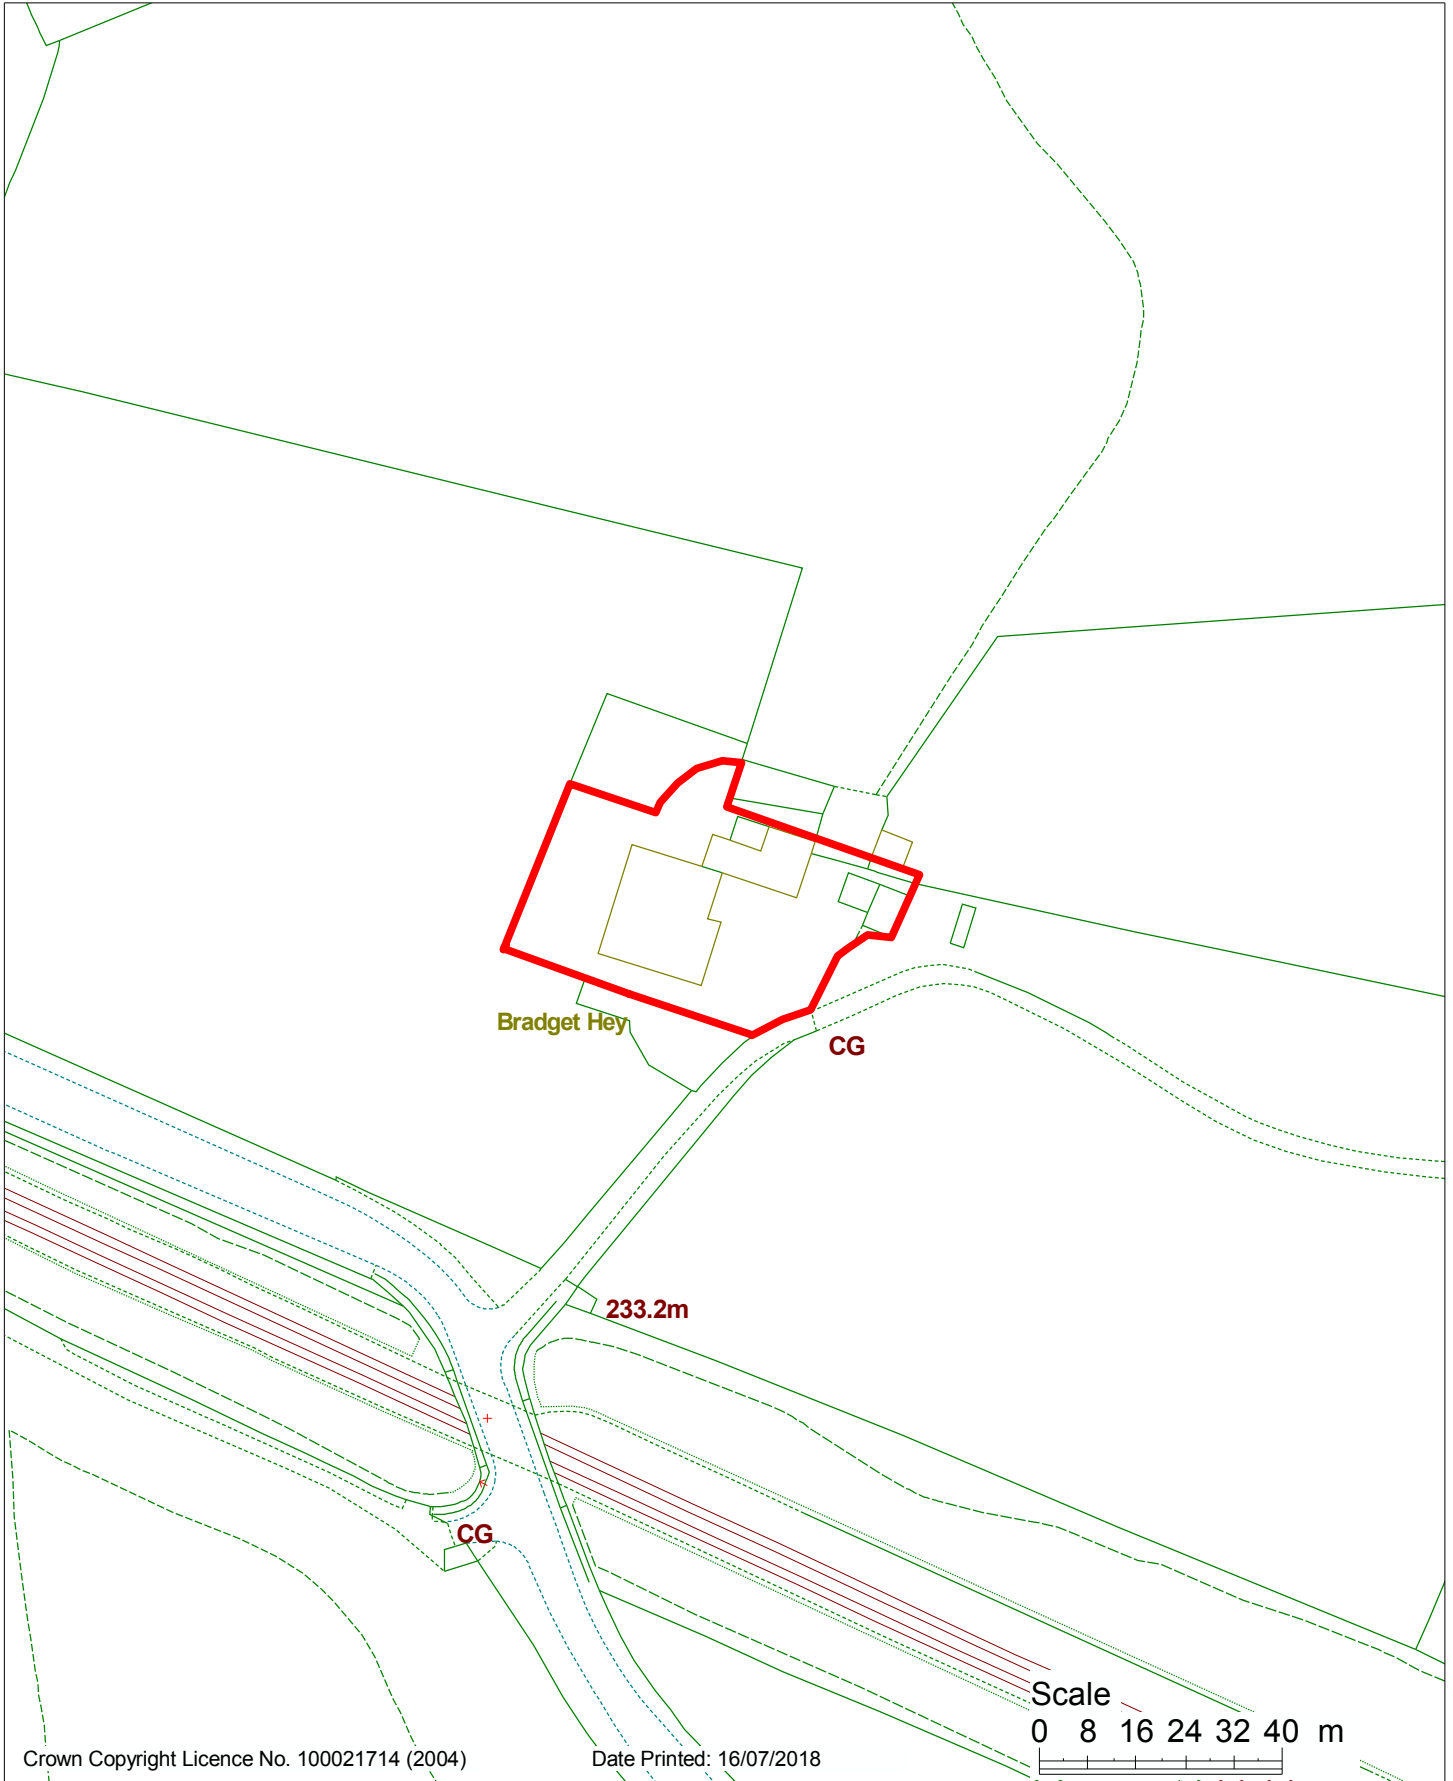 Bradget Hey
CG
233.2m
CG
Scale
0 8 16 24 32 40 m
Crown Copyright Licence No. 100021714 (2004)
Date Printed: 16/07/2018